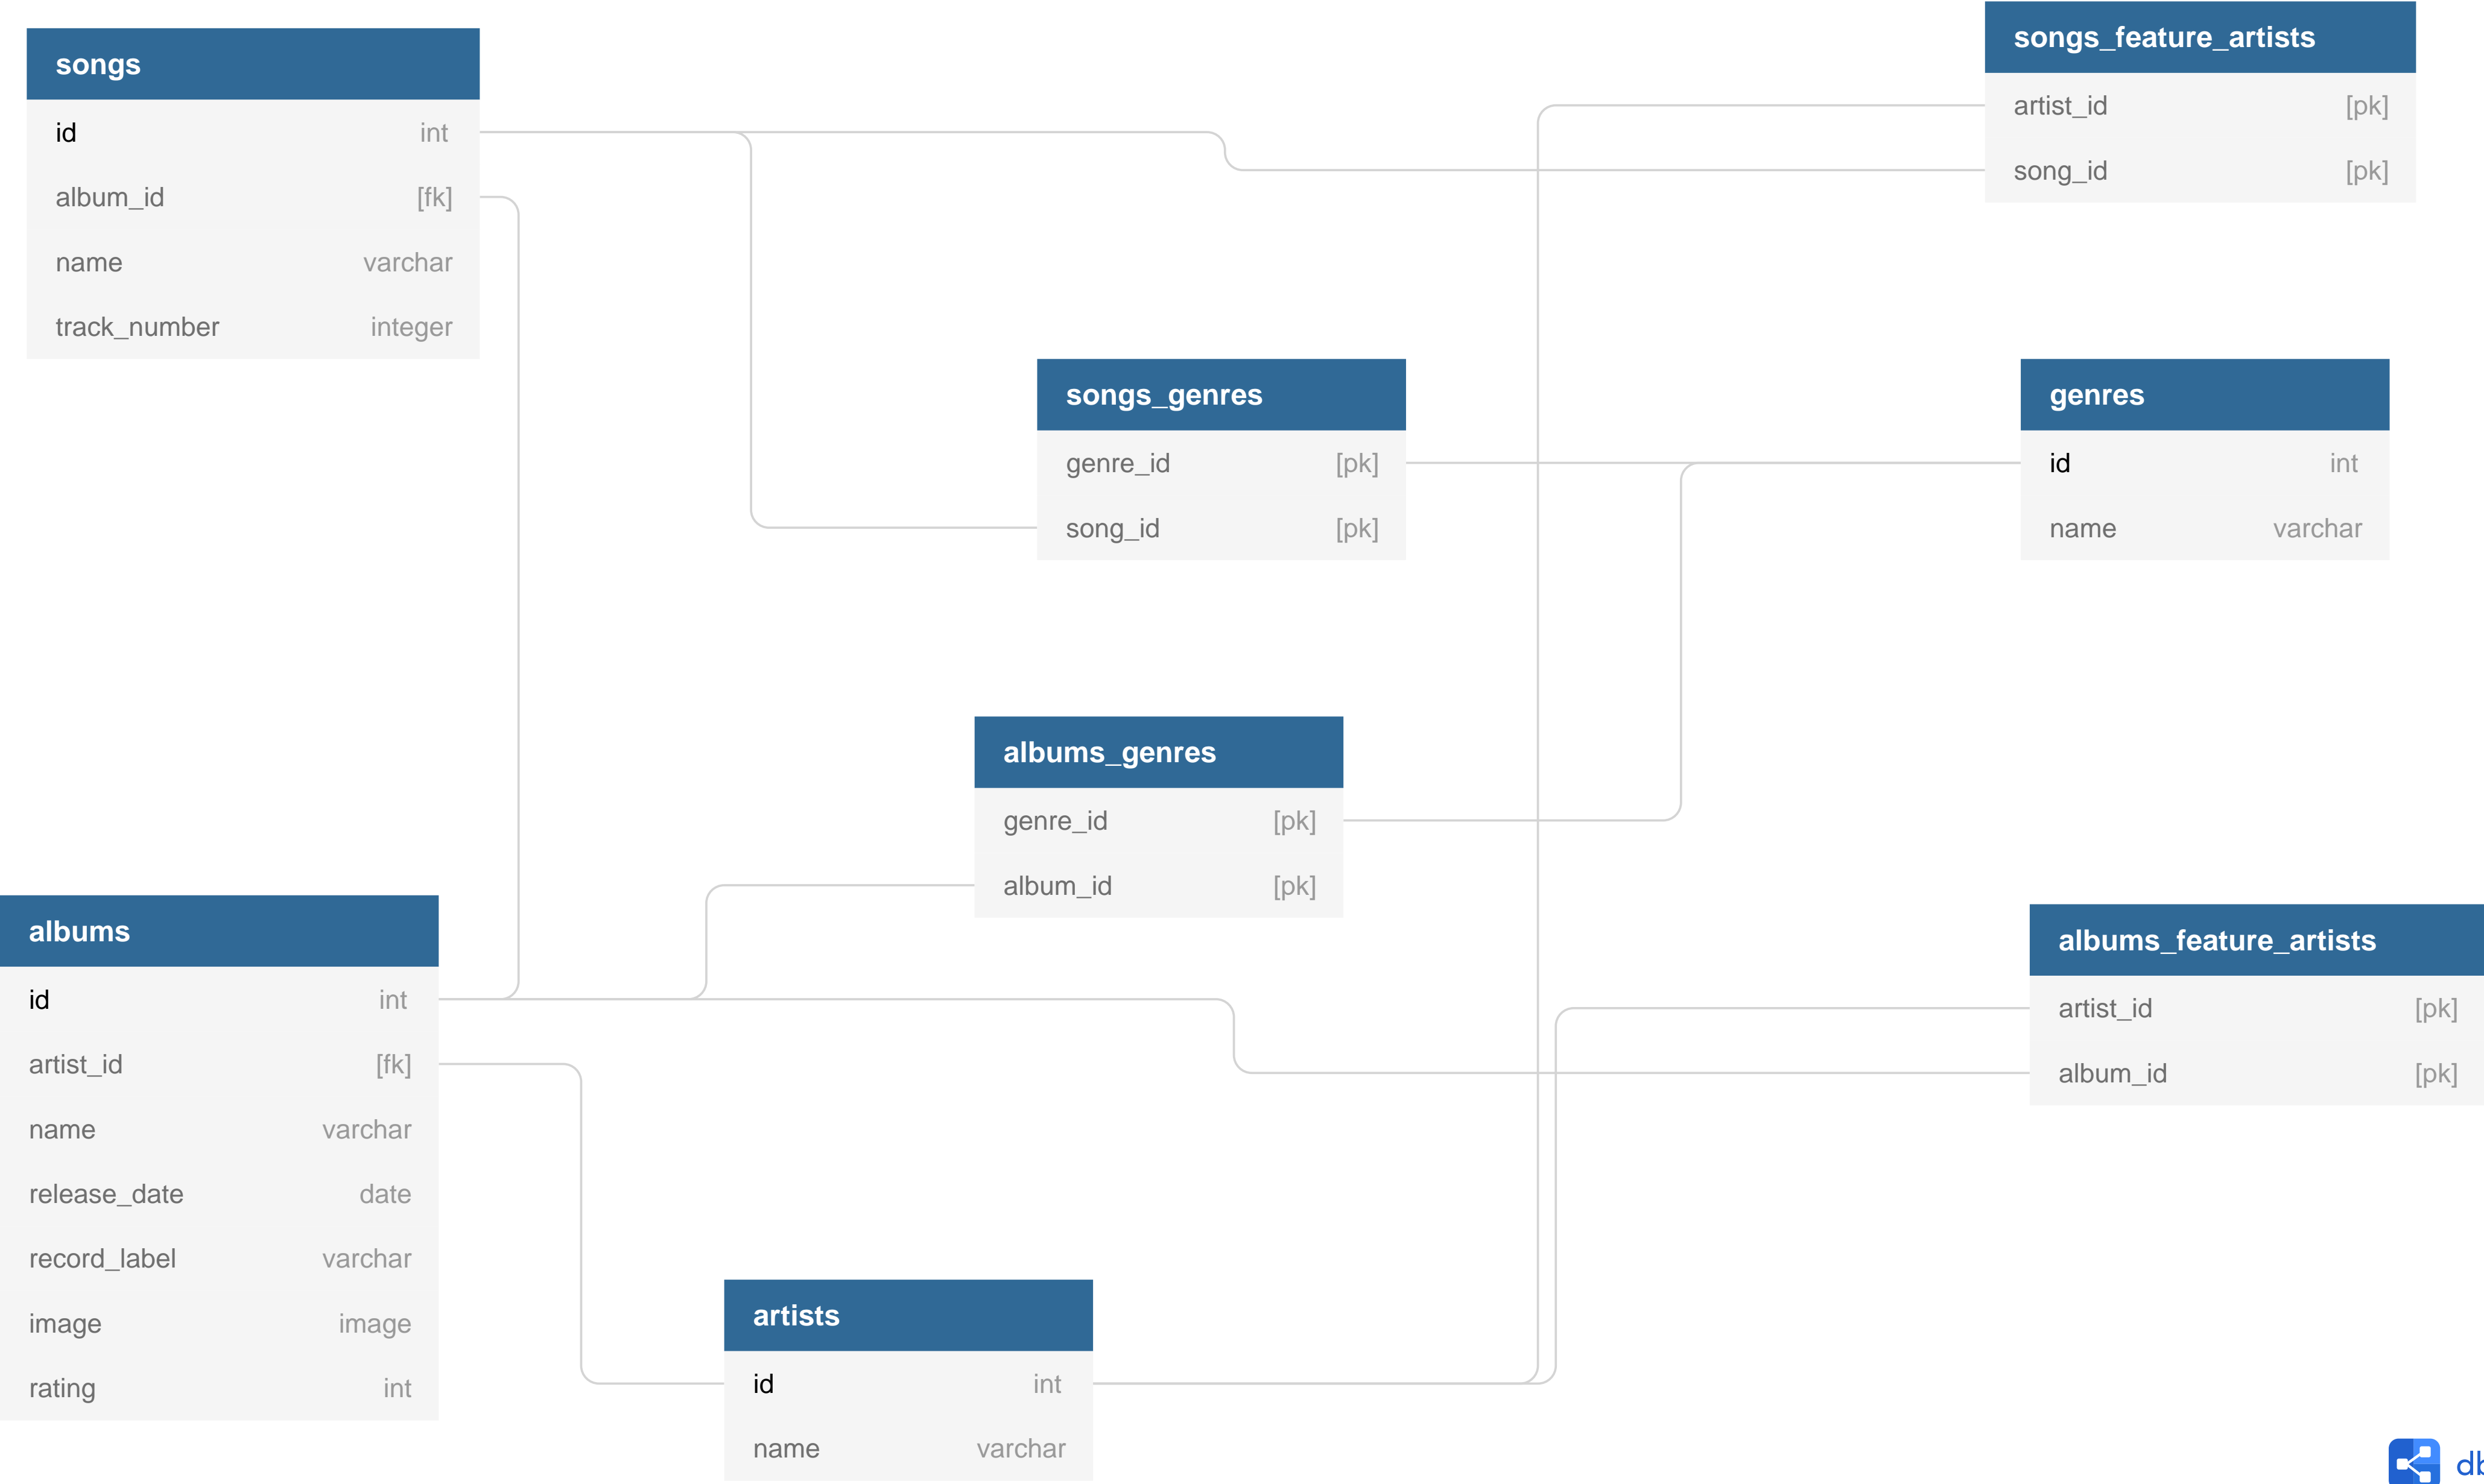 songs
id int
album_id [fk]
name varchar
track_number integer
songs_feature_artists
artist_id [pk]
song_id [pk]
songs_genres
genre_id [pk]
song_id [pk]
genres
id int
name varchar
albums_genres
genre_id [pk]
album_id [pk]
albums
id int
artist_id [fk]
name varchar
release_date date
record_label varchar
image image
rating int
albums_feature_artists
artist_id [pk]
album_id [pk]
artists
id int
name varchar